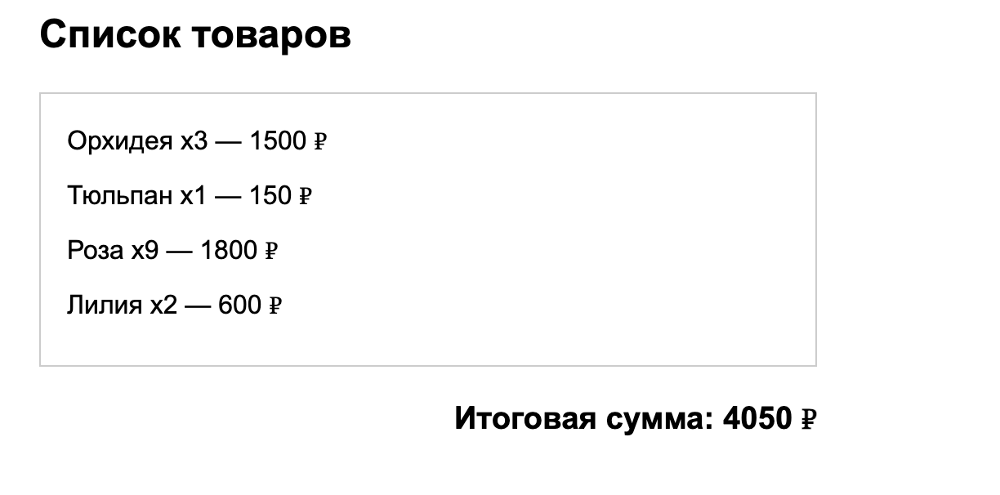 Список товаров
Орхидея x3 — 1500 ₽
Тюльпан x1 — 150 ₽
Роза x9 — 1800 ₽
Лилия x2 — 600 ₽
Итоговая сумма: 4050 ₽